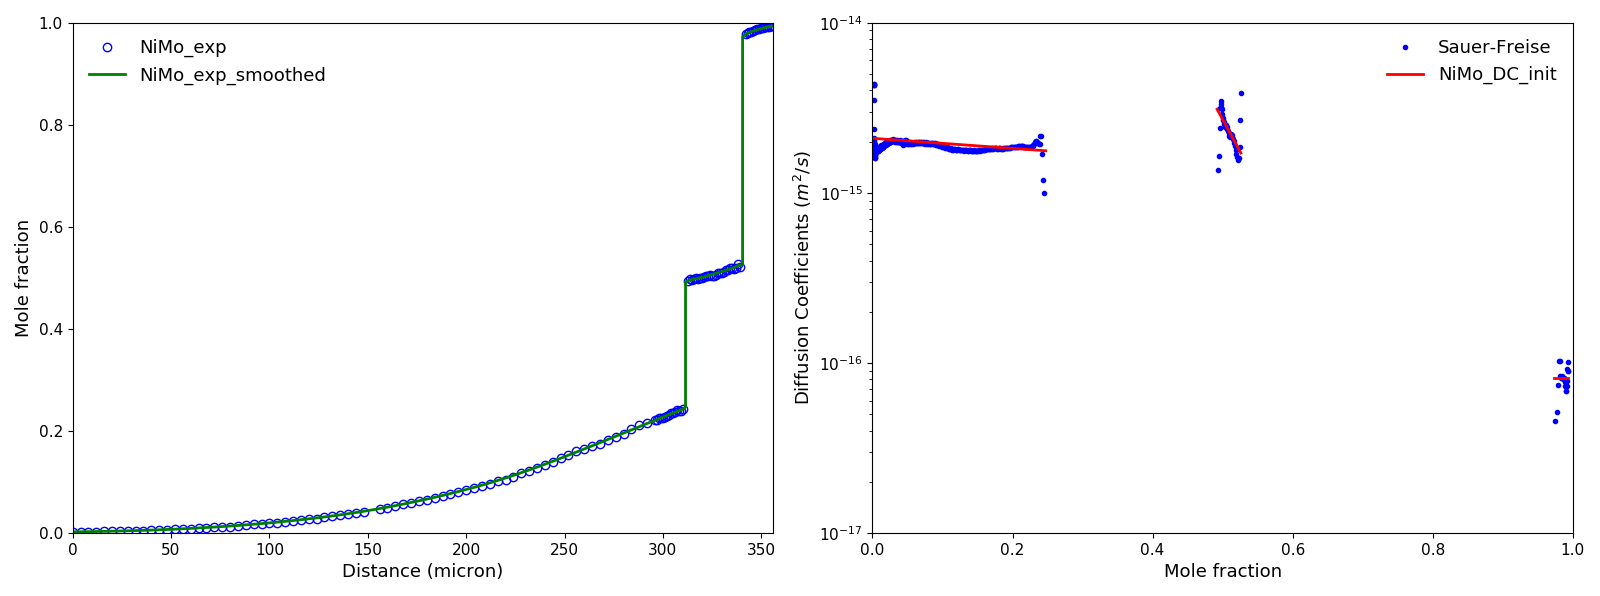 1.0
0.8
0.6
0.4
0.2
0.0
Mole fraction
NiMo_exp
NiMo_exp_smoothed
0 50 100 150 200 250 300 350
Distance (micron)
10⁻¹⁴
10⁻¹⁵
10⁻¹⁶
10⁻¹⁷
Diffusion Coefficients (m²/s)
Sauer-Freise
NiMo_DC_init
0.0 0.2 0.4 0.6 0.8 1.0
Mole fraction